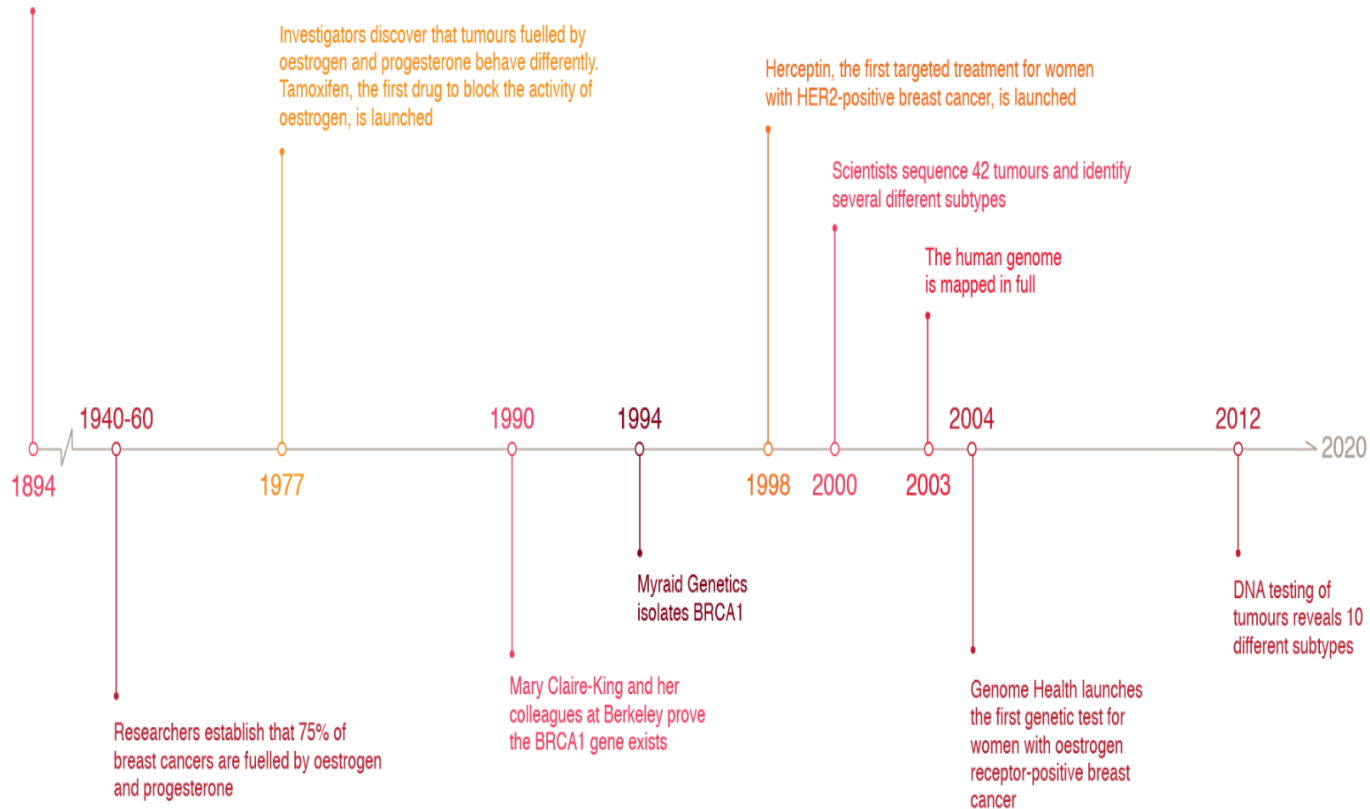 Investigators discover that tumours fuelled by
oestrogen and progesterone behave differently.
Tamoxifen, the first drug to block the activity of
oestrogen, is launched
Herceptin, the first targeted treatment for women
with HER2-positive breast cancer, is launched
Scientists sequence 42 tumours and identify
several different subtypes
The human genome
is mapped in full
1940-60
1990
1994
2004
2012
2020
1894
1977
1998
2000
2003
Myraid Genetics
isolates BRCA1
DNA testing of
tumours reveals 10
different subtypes
Mary Claire-King and her
colleagues at Berkeley prove
the BRCA1 gene exists
Genome Health launches
the first genetic test for
women with oestrogen
receptor-positive breast
cancer
Researchers establish that 75% of
breast cancers are fuelled by oestrogen
and progesterone